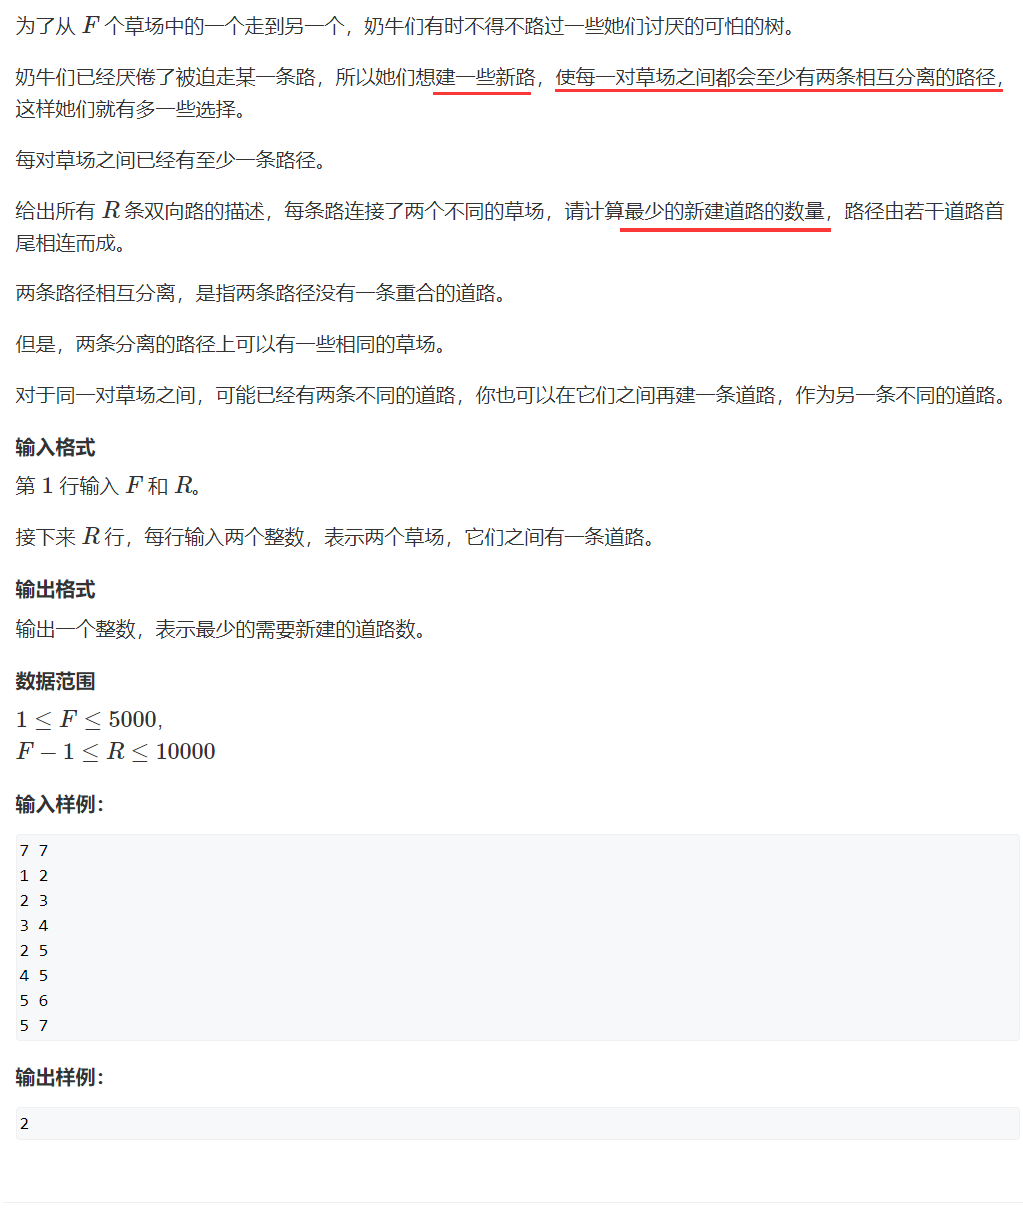 为了从 F 个草场中的一个走到另一个，奶牛们有时不得不路过一些她们讨厌的可怕的树。
奶牛们已经厌倦了被迫走某一条路，所以她们想建一些新路，使每一对草场之间都会至少有两条相互分离的路径，
这样她们就有多一些选择。
每对草场之间已经有至少一条路径。
给出所有 R 条双向路的描述，每条路连接了两个不同的草场，请计算最少的新建道路的数量，路径由若干道路首
尾相连而成。
两条路径相互分离，是指两条路径没有一条重合的道路。
但是，两条分离的路径上可以有一些相同的草场。
对于同一对草场之间，可能已经有两条不同的道路，你也可以在它们之间再建一条道路，作为另一条不同的道路。
输入格式
第 1 行输入 F 和 R。
接下来 R 行，每行输入两个整数，表示两个草场，它们之间有一条道路。
输出格式
输出一个整数，表示最少的需要新建的道路数。
数据范围
1 ≤ F ≤ 5000,
F − 1 ≤ R ≤ 10000
输入样例：
7 7
1 2
2 3
3 4
2 5
4 5
5 6
5 7
输出样例：
2